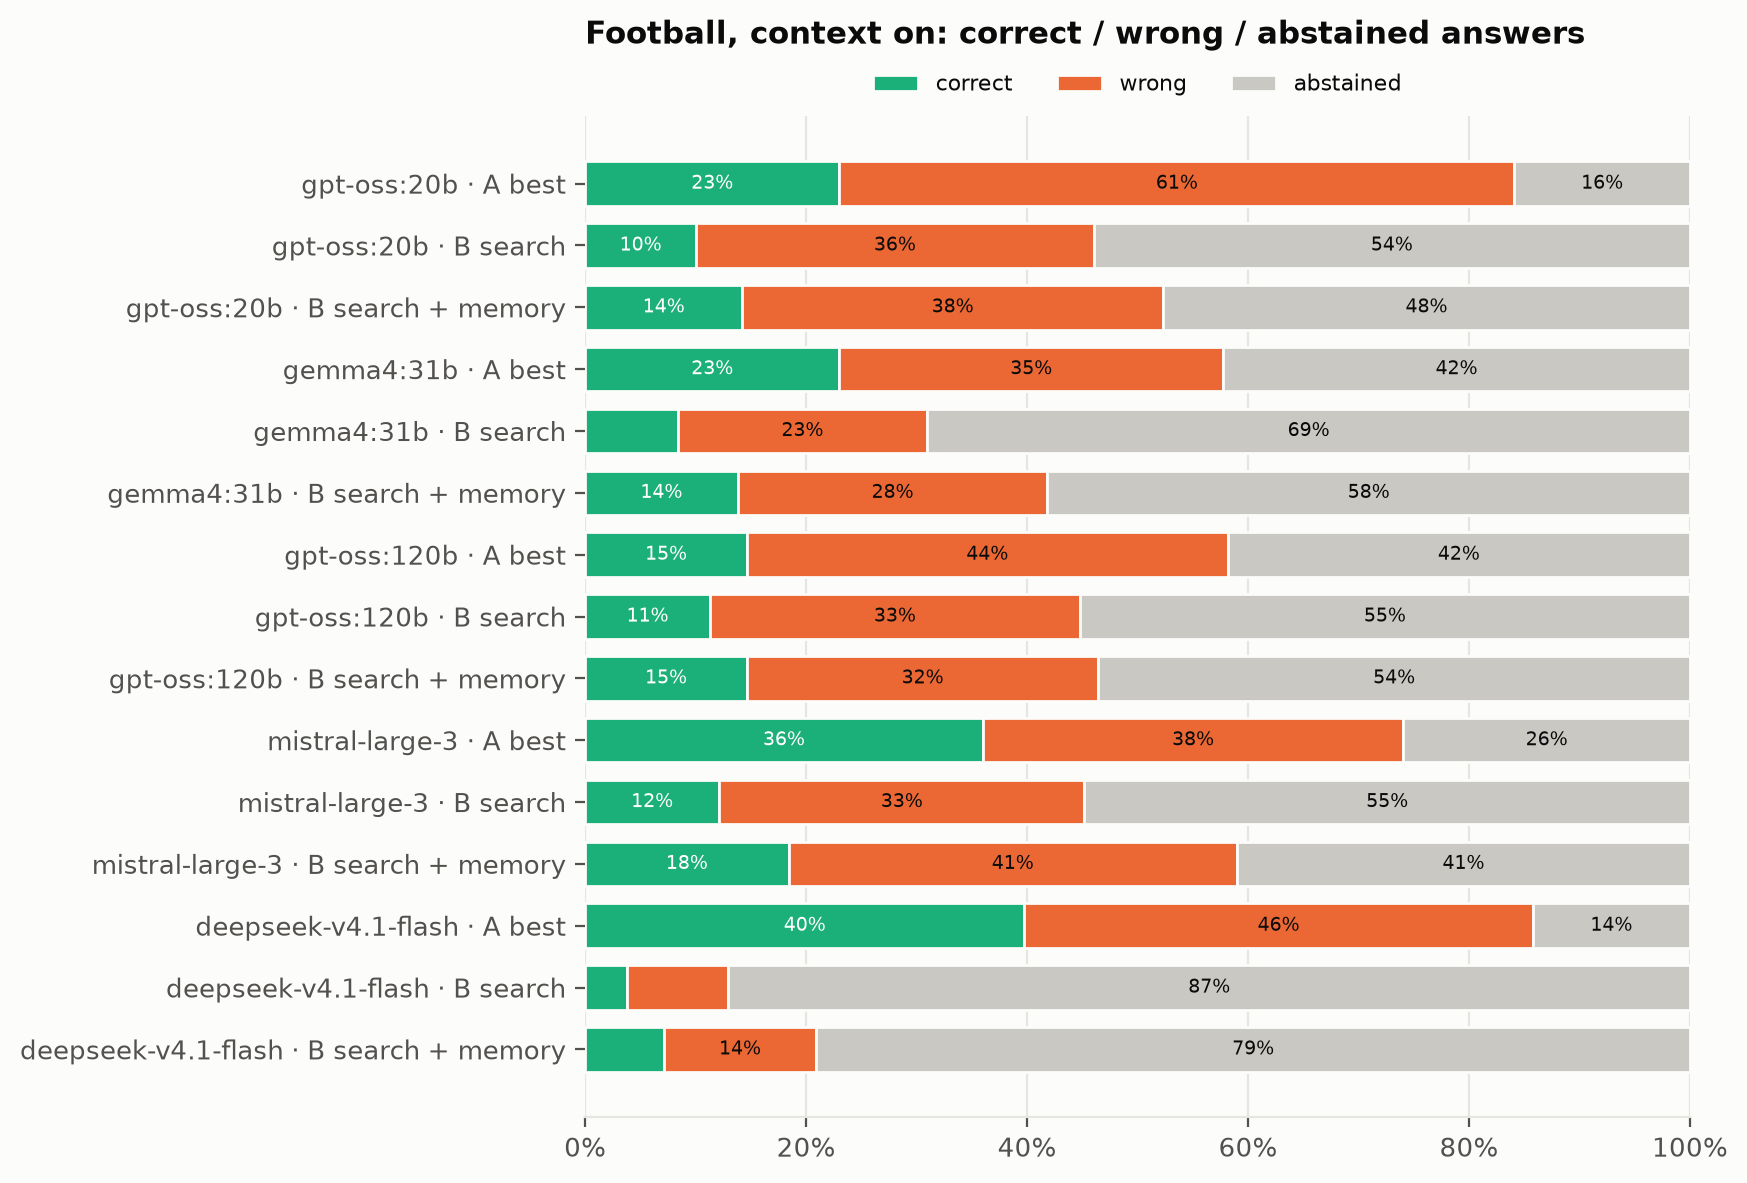 Football, context on: correct / wrong / abstained answers
correct wrong abstained
gpt-oss:20b · A best 23% 61% 16%
gpt-oss:20b · B search 10% 36% 54%
gpt-oss:20b · B search + memory 14% 38% 48%
gemma4:31b · A best 23% 35% 42%
gemma4:31b · B search 23% 69%
gemma4:31b · B search + memory 14% 28% 58%
gpt-oss:120b · A best 15% 44% 42%
gpt-oss:120b · B search 11% 33% 55%
gpt-oss:120b · B search + memory 15% 32% 54%
mistral-large-3 · A best 36% 38% 26%
mistral-large-3 · B search 12% 33% 55%
mistral-large-3 · B search + memory 18% 41% 41%
deepseek-v4.1-flash · A best 40% 46% 14%
deepseek-v4.1-flash · B search 87%
deepseek-v4.1-flash · B search + memory 14% 79%
0% 20% 40% 60% 80% 100%